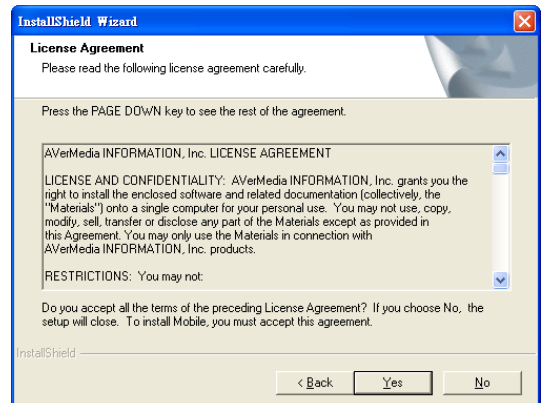 InstallShield Wizard
License Agreement
Please read the following license agreement carefully.
Press the PAGE DOWN key to see the rest of the agreement.
AVerMedia INFORMATION, Inc. LICENSE AGREEMENT
LICENSE AND CONFIDENTIALITY: AVerMedia INFORMATION, Inc. grants you the
right to install the enclosed software and related documentation (collectively, the
"Materials") onto a single computer for your personal use. You may not use, copy,
modify, sell, transfer or disclose any part of the Materials except as provided in
this Agreement. You may only use the Materials in connection with
AVerMedia INFORMATION, Inc. products.
RESTRICTIONS: You may not:
Do you accept all the terms of the preceding License Agreement? If you choose No, the
setup will close. To install Mobile, you must accept this agreement.
InstallShield
< Back Yes No